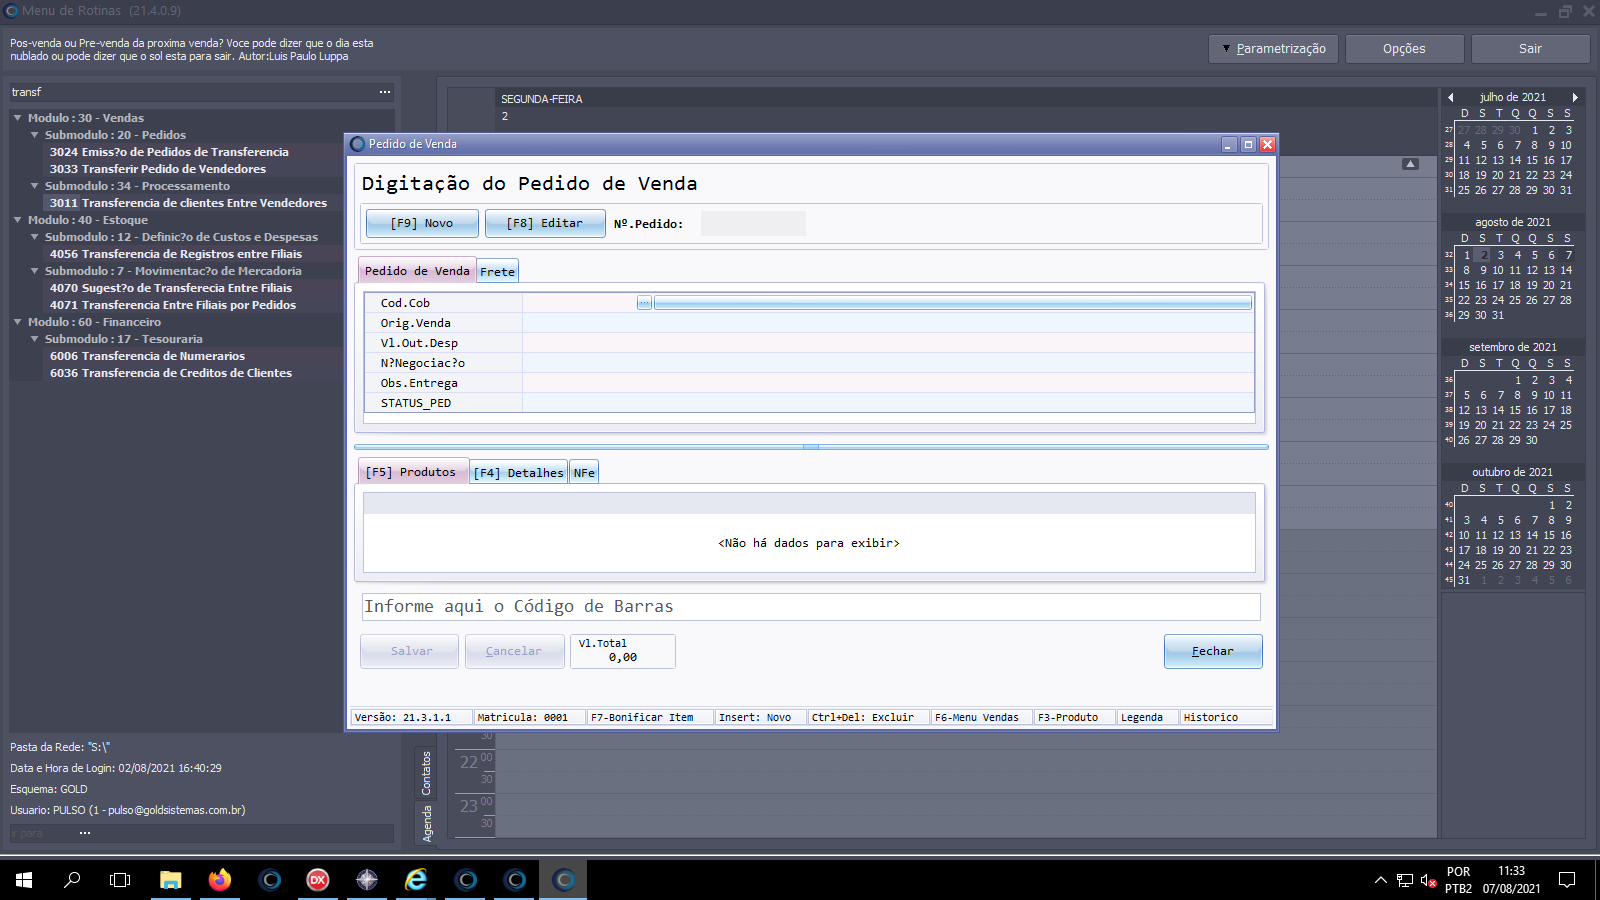 Menu de Rotinas (21.4.0.9)
Pos-venda ou Pre-venda da proxima venda? Voce pode dizer que o dia esta
nublado ou pode dizer que o sol esta para sair. Autor:Luis Paulo Luppa
Parametrização
Opções
Sair
transf
...
Modulo : 30 - Vendas
Submodulo : 20 - Pedidos
3024 Emiss?o de Pedidos de Transferencia
3033 Transferir Pedido de Vendedores
Submodulo : 34 - Processamento
3011 Transferencia de clientes Entre Vendedores
Modulo : 40 - Estoque
Submodulo : 12 - Definic?o de Custos e Despesas
4056 Transferencia de Registros entre Filiais
Submodulo : 7 - Movimentac?o de Mercadoria
4070 Sugest?o de Transferecia Entre Filiais
4071 Transferencia Entre Filiais por Pedidos
Modulo : 60 - Financeiro
Submodulo : 17 - Tesouraria
6006 Transferencia de Numerarios
6036 Transferencia de Creditos de Clientes
Pasta da Rede: "S:\"
Data e Hora de Login: 02/08/2021 16:40:29
Esquema: GOLD
Usuario: PULSO (1 - pulso@goldsistemas.com.br)
ir para
...
Contatos
Agenda
SEGUNDA-FEIRA
2
Pedido de Venda
Digitação do Pedido de Venda
[F9] Novo
[F8] Editar
Nº.Pedido:
Pedido de Venda
Frete
Cod.Cob
...
Orig.Venda
Vl.Out.Desp
N?Negociac?o
Obs.Entrega
STATUS_PED
[F5] Produtos
[F4] Detalhes
NFe
<Não há dados para exibir>
Informe aqui o Código de Barras
Salvar
Cancelar
Vl.Total
0,00
Fechar
Versão: 21.3.1.1
Matricula: 0001
F7-Bonificar Item
Insert: Novo
Ctrl+Del: Excluir
F6-Menu Vendas
F3-Produto
Legenda
Historico
30
22 00
30
23 00
30
julho de 2021
D S T Q Q S S
27 27 28 29 30 1 2 3
28 4 5 6 7 8 9 10
29 11 12 13 14 15 16 17
30 18 19 20 21 22 23 24
31 25 26 27 28 29 30 31
agosto de 2021
D S T Q Q S S
32 1 2 3 4 5 6 7
33 8 9 10 11 12 13 14
34 15 16 17 18 19 20 21
35 22 23 24 25 26 27 28
36 29 30 31
setembro de 2021
D S T Q Q S S
36 1 2 3 4
37 5 6 7 8 9 10 11
38 12 13 14 15 16 17 18
39 19 20 21 22 23 24 25
40 26 27 28 29 30
outubro de 2021
D S T Q Q S S
40 1 2
41 3 4 5 6 7 8 9
42 10 11 12 13 14 15 16
43 17 18 19 20 21 22 23
44 24 25 26 27 28 29 30
45 31 1 2 3 4 5 6
DX
POR
PTB2
11:33
07/08/2021